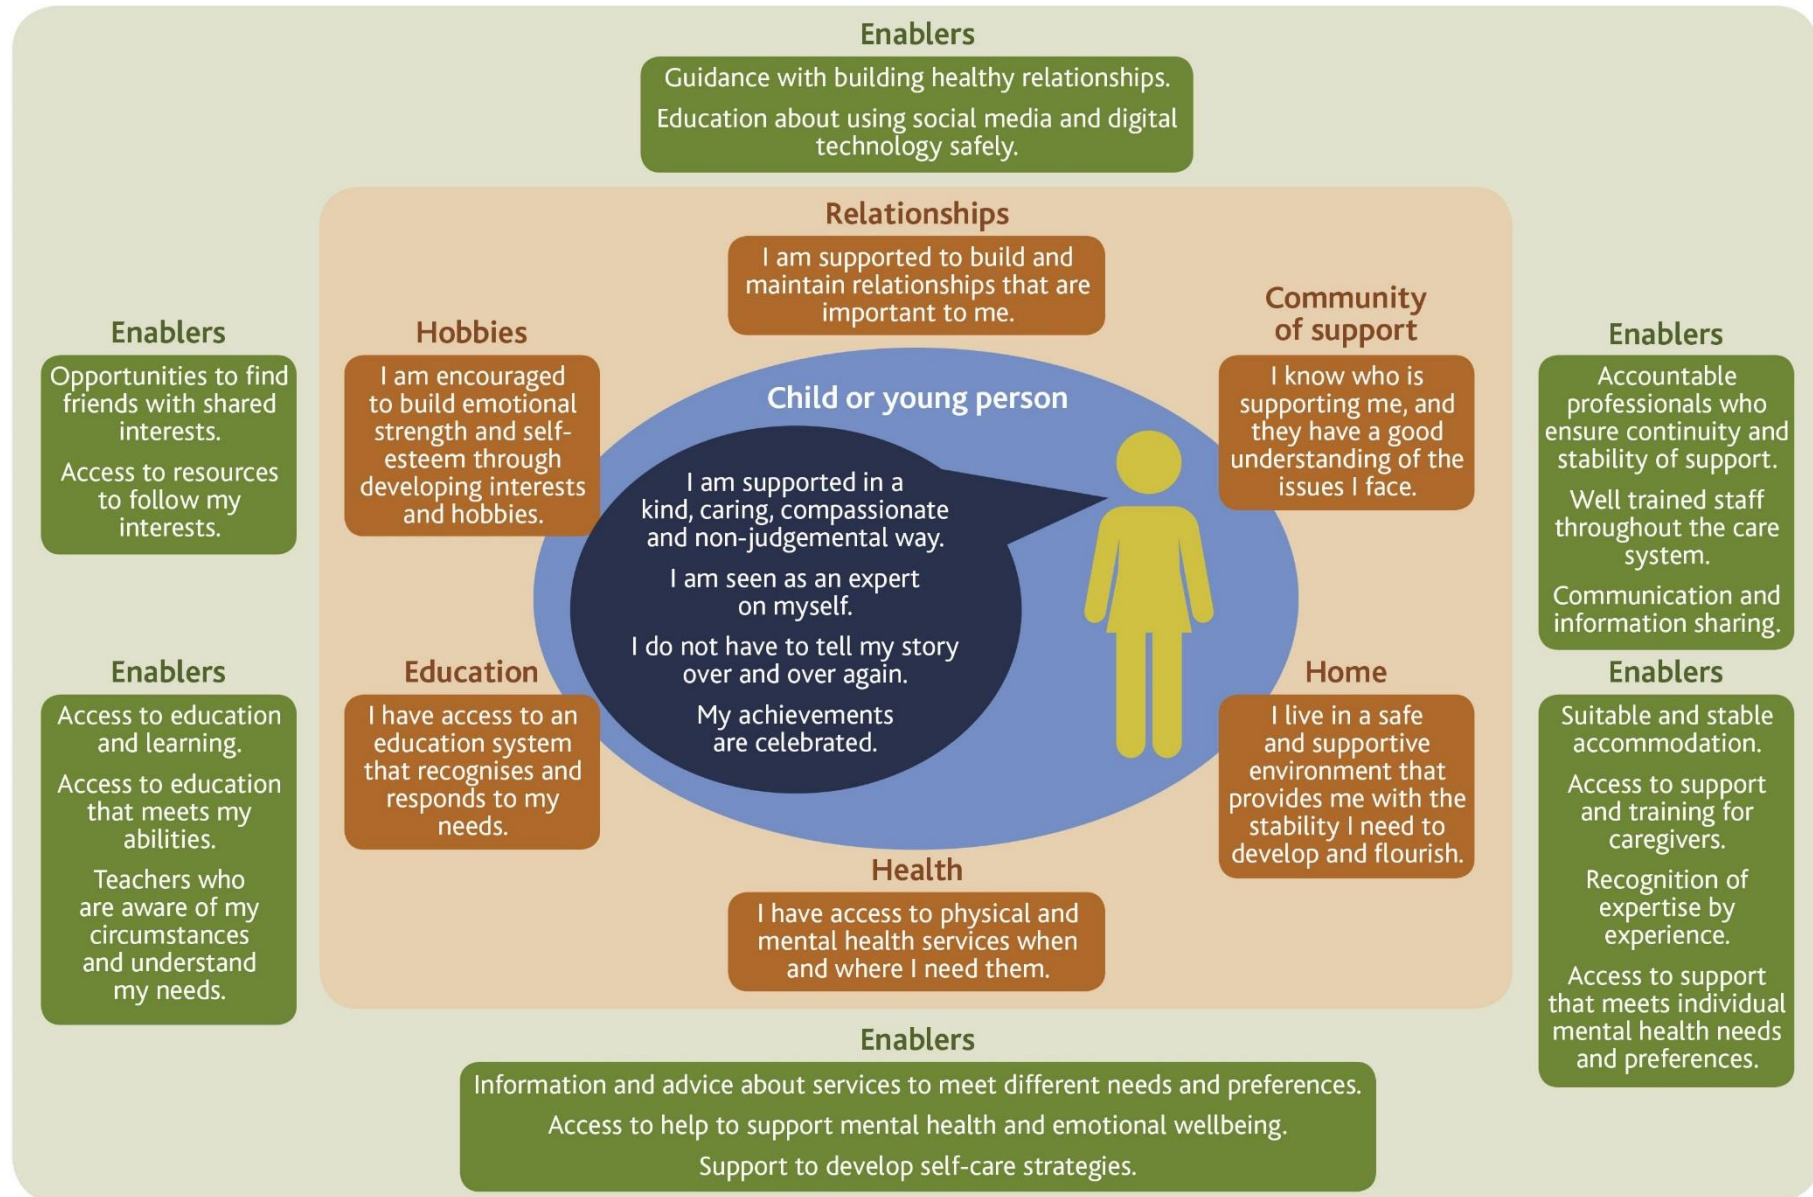 Enablers
Guidance with building healthy relationships.
Education about using social media and digital
technology safely.
Relationships
I am supported to build and
maintain relationships that are
important to me.
Enablers
Opportunities to find
friends with shared
interests.
Access to resources
to follow my
interests.
Hobbies
I am encouraged
to build emotional
strength and self-
esteem through
developing interests
and hobbies.
Child or young person
I am supported in a
kind, caring, compassionate
and non-judgemental way.
I am seen as an expert
on myself.
I do not have to tell my story
over and over again.
My achievements
are celebrated.
Community
of support
I know who is
supporting me, and
they have a good
understanding of the
issues I face.
Enablers
Accountable
professionals who
ensure continuity and
stability of support.
Well trained staff
throughout the care
system.
Communication and
information sharing.
Enablers
Access to education
and learning.
Access to education
that meets my
abilities.
Teachers who
are aware of my
circumstances
and understand
my needs.
Education
I have access to an
education system
that recognises and
responds to my
needs.
Home
I live in a safe
and supportive
environment that
provides me with the
stability I need to
develop and flourish.
Enablers
Suitable and stable
accommodation.
Access to support
and training for
caregivers.
Recognition of
expertise by
experience.
Access to support
that meets individual
mental health needs
and preferences.
Health
I have access to physical and
mental health services when
and where I need them.
Enablers
Information and advice about services to meet different needs and preferences.
Access to help to support mental health and emotional wellbeing.
Support to develop self-care strategies.